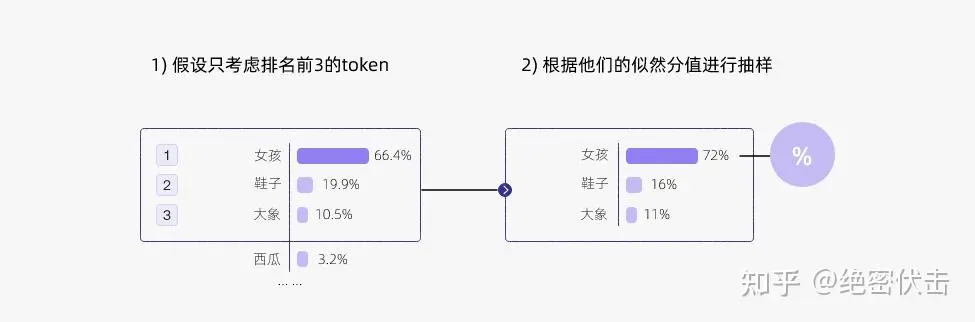 1) 假设只考虑排名前3的token
2) 根据他们的似然分值进行抽样
1 女孩 66.4%
2 鞋子 19.9%
3 大象 10.5%
西瓜 3.2%
... ...
女孩 72%
鞋子 16%
大象 11%
%
知乎 @绝密伏击